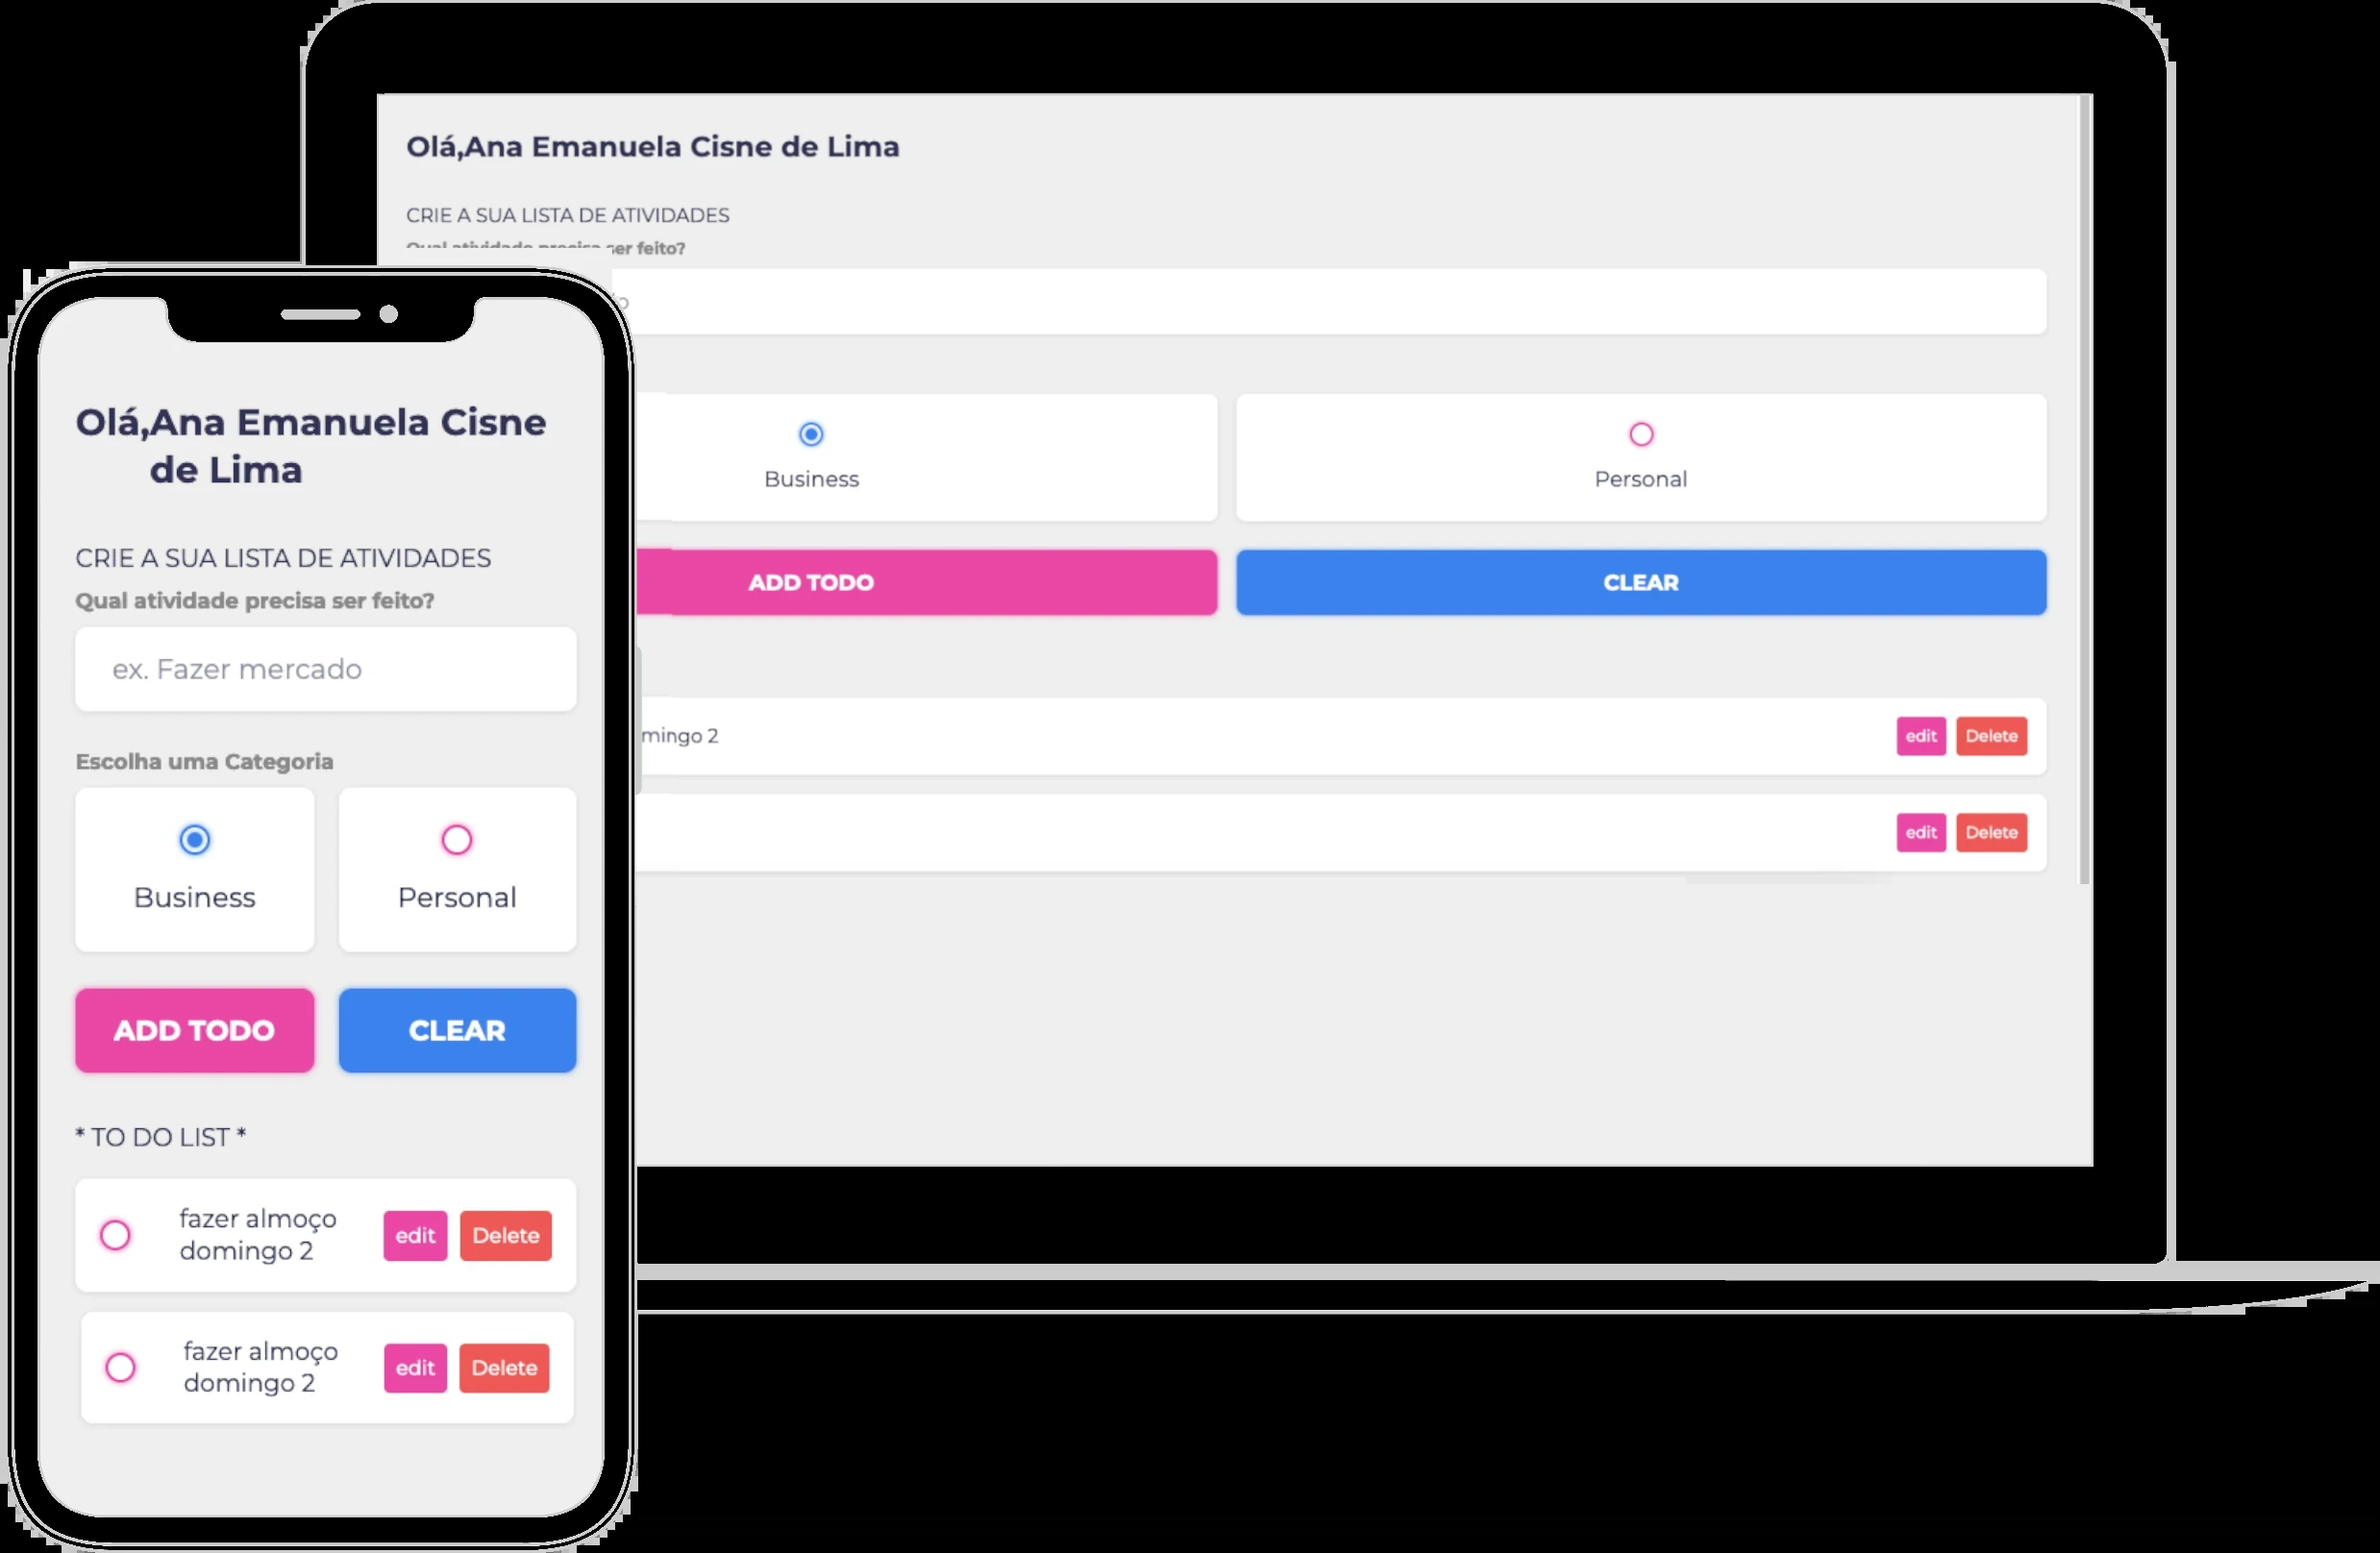 Olá,Ana Emanuela Cisne de Lima
CRIE A SUA LISTA DE ATIVIDADES
Qual atividade precisa ser feito?
Business
Personal
ADD TODO
CLEAR
mingo 2
edit
Delete
edit
Delete
Olá,Ana Emanuela Cisne
de Lima
CRIE A SUA LISTA DE ATIVIDADES
Qual atividade precisa ser feito?
ex. Fazer mercado
Escolha uma Categoria
Business
Personal
ADD TODO
CLEAR
* TO DO LIST *
fazer almoço
domingo 2
edit
Delete
fazer almoço
domingo 2
edit
Delete